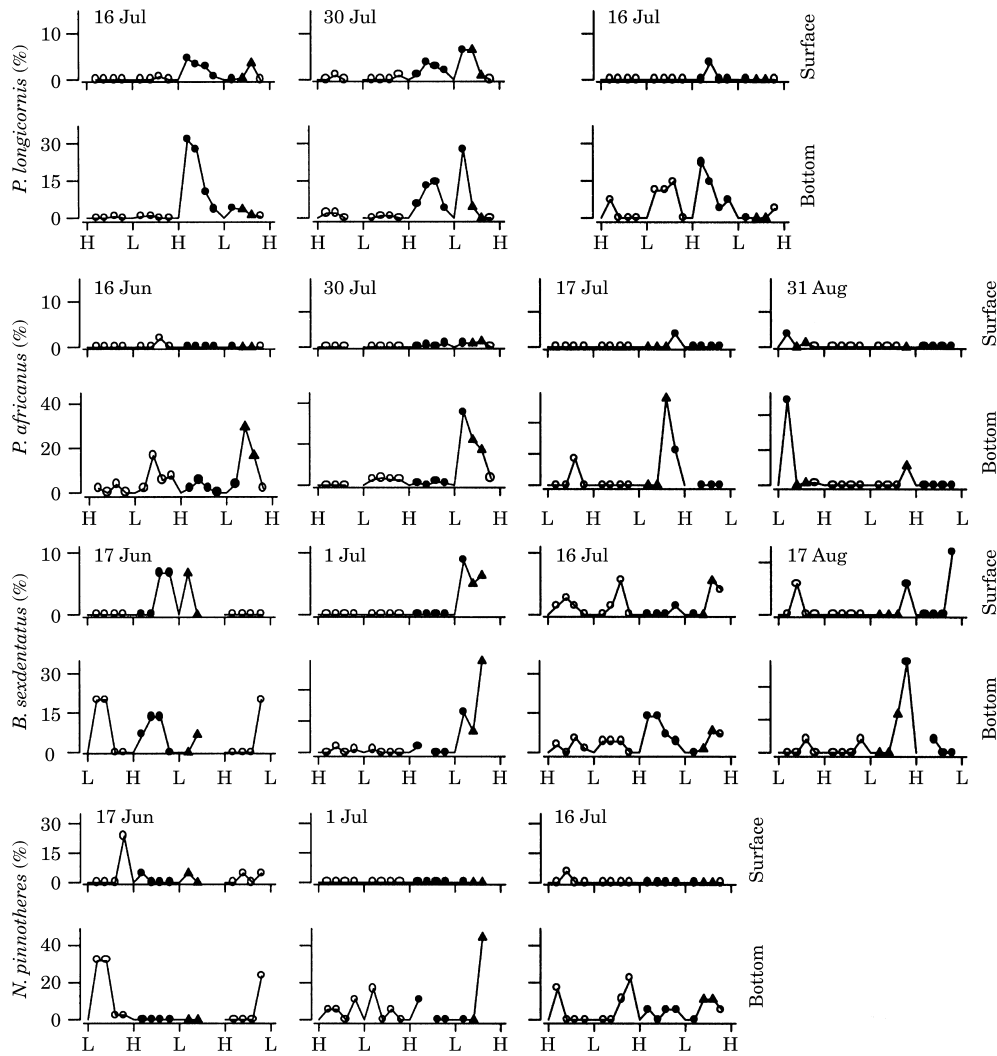 16 Jul 30 Jul 16 Jul
10
0
Surface
P. longicornis (%)
30
15
0
Bottom
H L H L H H L H L H H L H L H
16 Jun 30 Jul 17 Jul 31 Aug
10
0
Surface
P. africanus (%)
40
20
0
Bottom
H L H L H H L H L H L H L H L L H L H L
17 Jun 1 Jul 16 Jul 17 Aug
10
5
0
Surface
B. sexdentatus (%)
30
15
0
Bottom
L H L H L H L H L H H L H L H L H L H L
17 Jun 1 Jul 16 Jul
30
15
0
Surface
N. pinnotheres (%)
40
20
0
Bottom
L H L H L H L H L H H L H L H